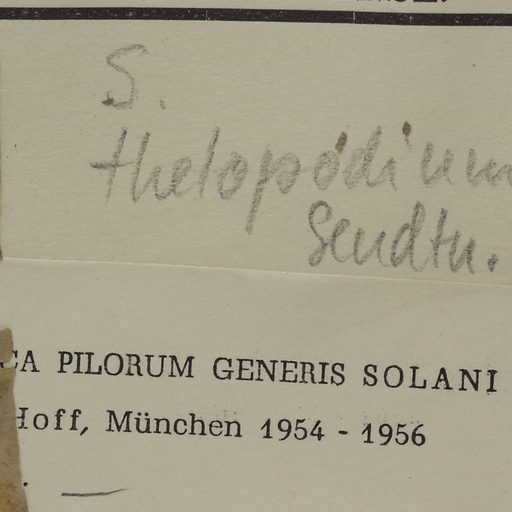 S.
thelopodium
Sendtn.
CA PILORUM GENERIS SOLANI
Hoff, München 1954 - 1956